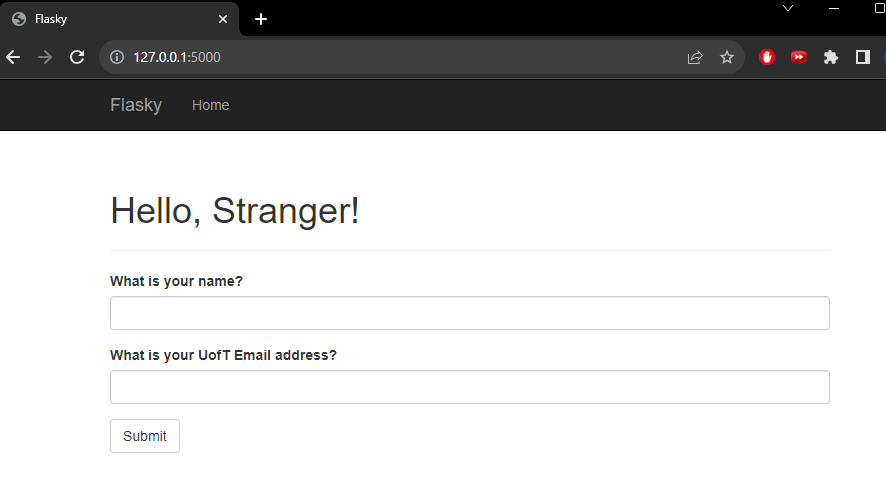 Flasky
127.0.0.1:5000
Flasky Home
Hello, Stranger!
What is your name?
What is your UofT Email address?
Submit